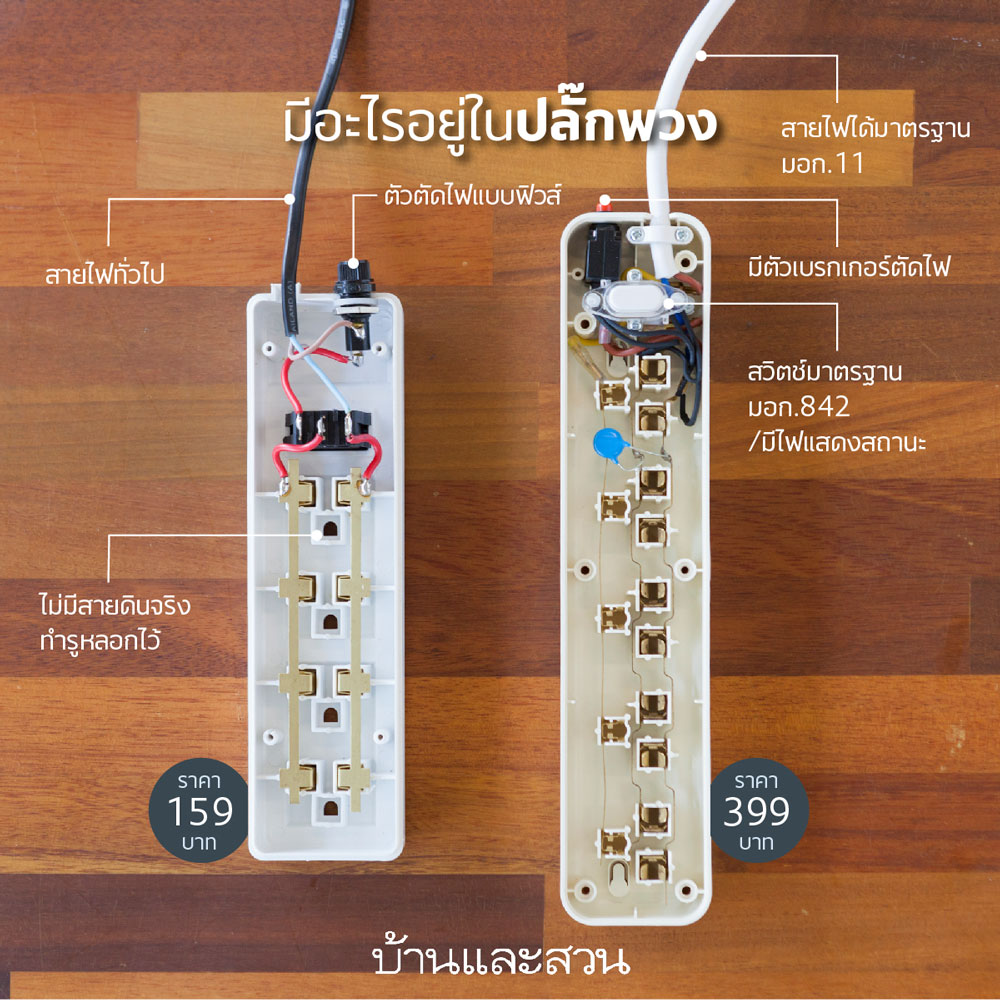 มีอะไรอยู่ในปลั๊กพวง
สายไฟได้มาตรฐาน
มอก.11
ตัวตัดไฟแบบฟิวส์
สายไฟทั่วไป
มีตัวเบรกเกอร์ตัดไฟ
สวิตช์มาตรฐาน
มอก.842
/มีไฟแสดงสถานะ
ไม่มีสายดินจริง
ทำรูหลอกไว้
ราคา
159
บาท
ราคา
399
บาท
บ้านและสวน